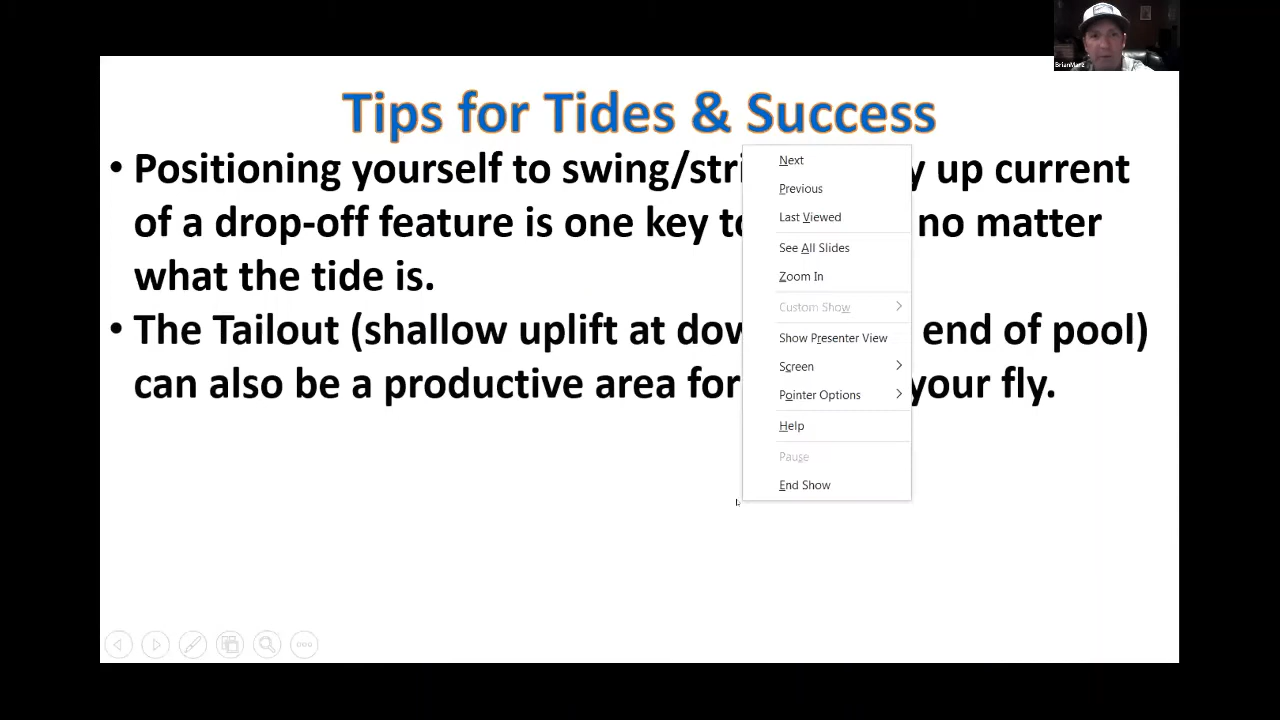 BrianMarz
Tips for Tides & Success
• Positioning yourself to swing/stri y up current
of a drop-off feature is one key to no matter
what the tide is.
• The Tailout (shallow uplift at dow end of pool)
can also be a productive area for your fly.
Next
Previous
Last Viewed
See All Slides
Zoom In
Custom Show
Show Presenter View
Screen
Pointer Options
Help
Pause
End Show